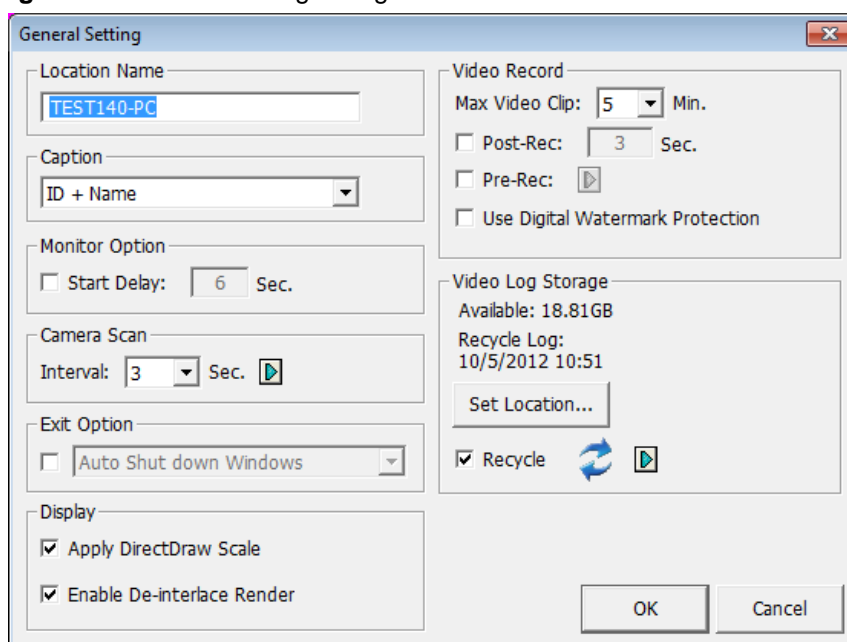 General Setting
Location Name
TEST140-PC
Caption
ID + Name
Monitor Option
Start Delay: 6 Sec.
Camera Scan
Interval: 3 Sec.
Exit Option
Auto Shut down Windows
Display
Apply DirectDraw Scale
Enable De-interlace Render
Video Record
Max Video Clip: 5 Min.
Post-Rec: 3 Sec.
Pre-Rec:
Use Digital Watermark Protection
Video Log Storage
Available: 18.81GB
Recycle Log:
10/5/2012 10:51
Set Location...
Recycle
OK Cancel